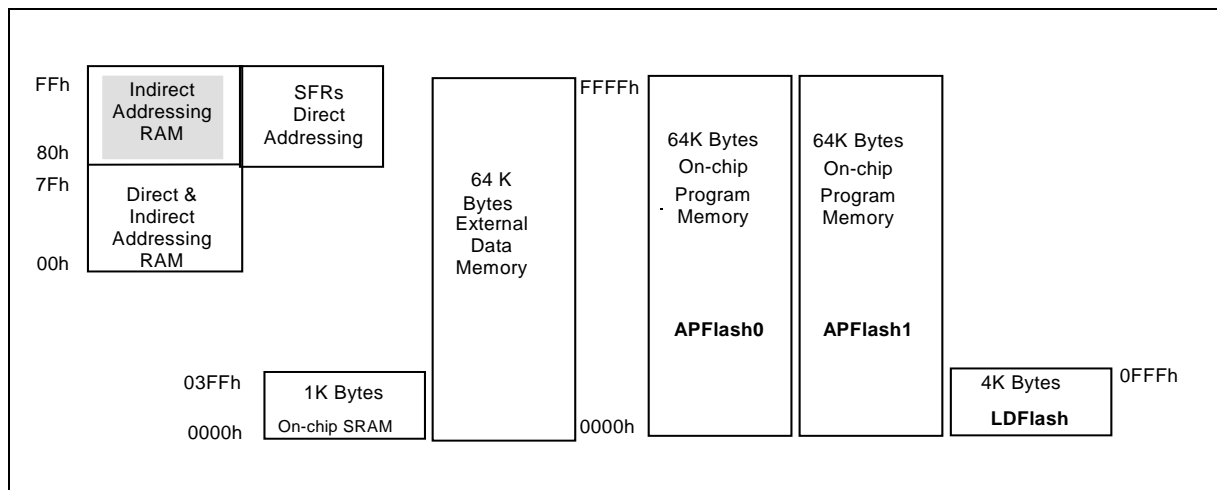 FFh
80h
7Fh
00h
Indirect
Addressing
RAM
SFRs
Direct
Addressing
Direct &
Indirect
Addressing
RAM
03FFh
0000h
1K Bytes
On-chip SRAM
64 K
Bytes
External
Data
Memory
FFFFh
0000h
64K Bytes
On-chip
Program
Memory
APFlash0
64K Bytes
On-chip
Program
Memory
APFlash1
4K Bytes
LDFlash
0FFFh